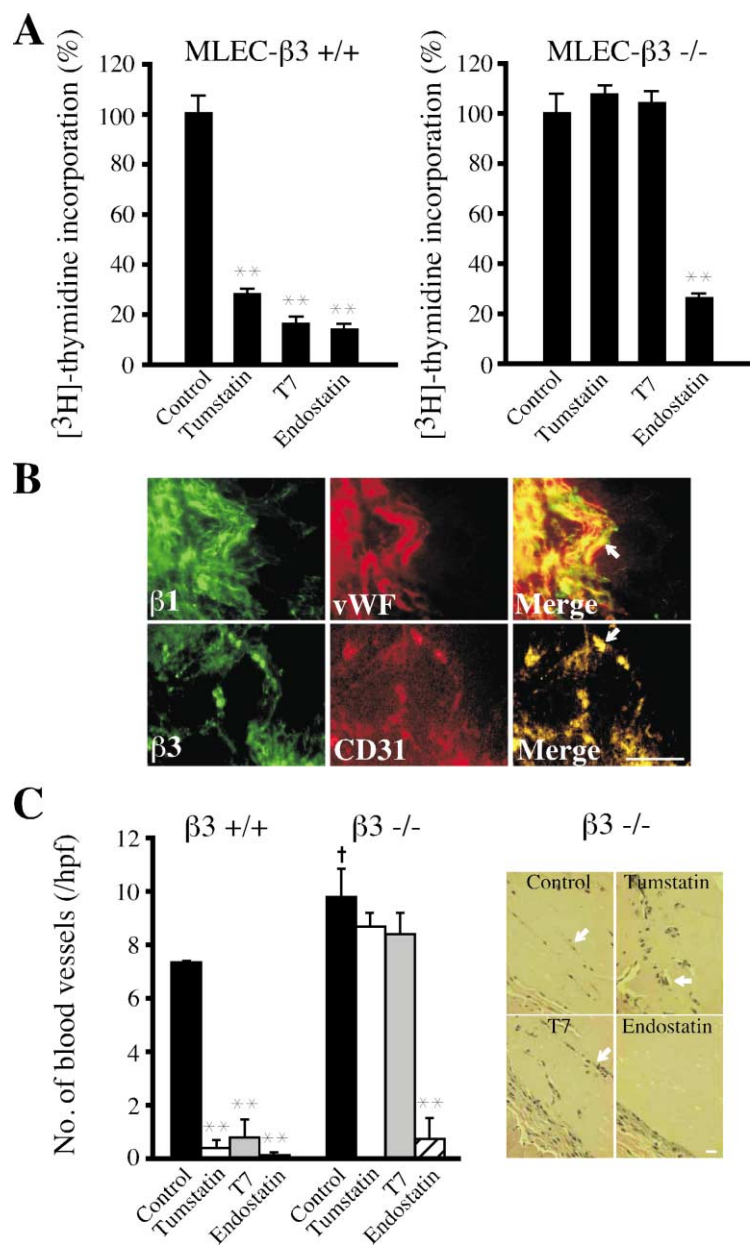 A
MLEC-β3 +/+
MLEC-β3 -/-
[³H]-thymidine incorporation (%)
120
100
80
60
40
20
0
**
**
**
Control
Tumstatin
T7
Endostatin
[³H]-thymidine incorporation (%)
120
100
80
60
40
20
0
**
Control
Tumstatin
T7
Endostatin
B
β1
vWF
Merge
β3
CD31
Merge
C
β3 +/+
β3 -/-
β3 -/-
No. of blood vessels (/hpf)
12
10
8
6
4
2
0
**
**
**
†
**
Control
Tumstatin
T7
Endostatin
Control
Tumstatin
T7
Endostatin
Control
Tumstatin
T7
Endostatin